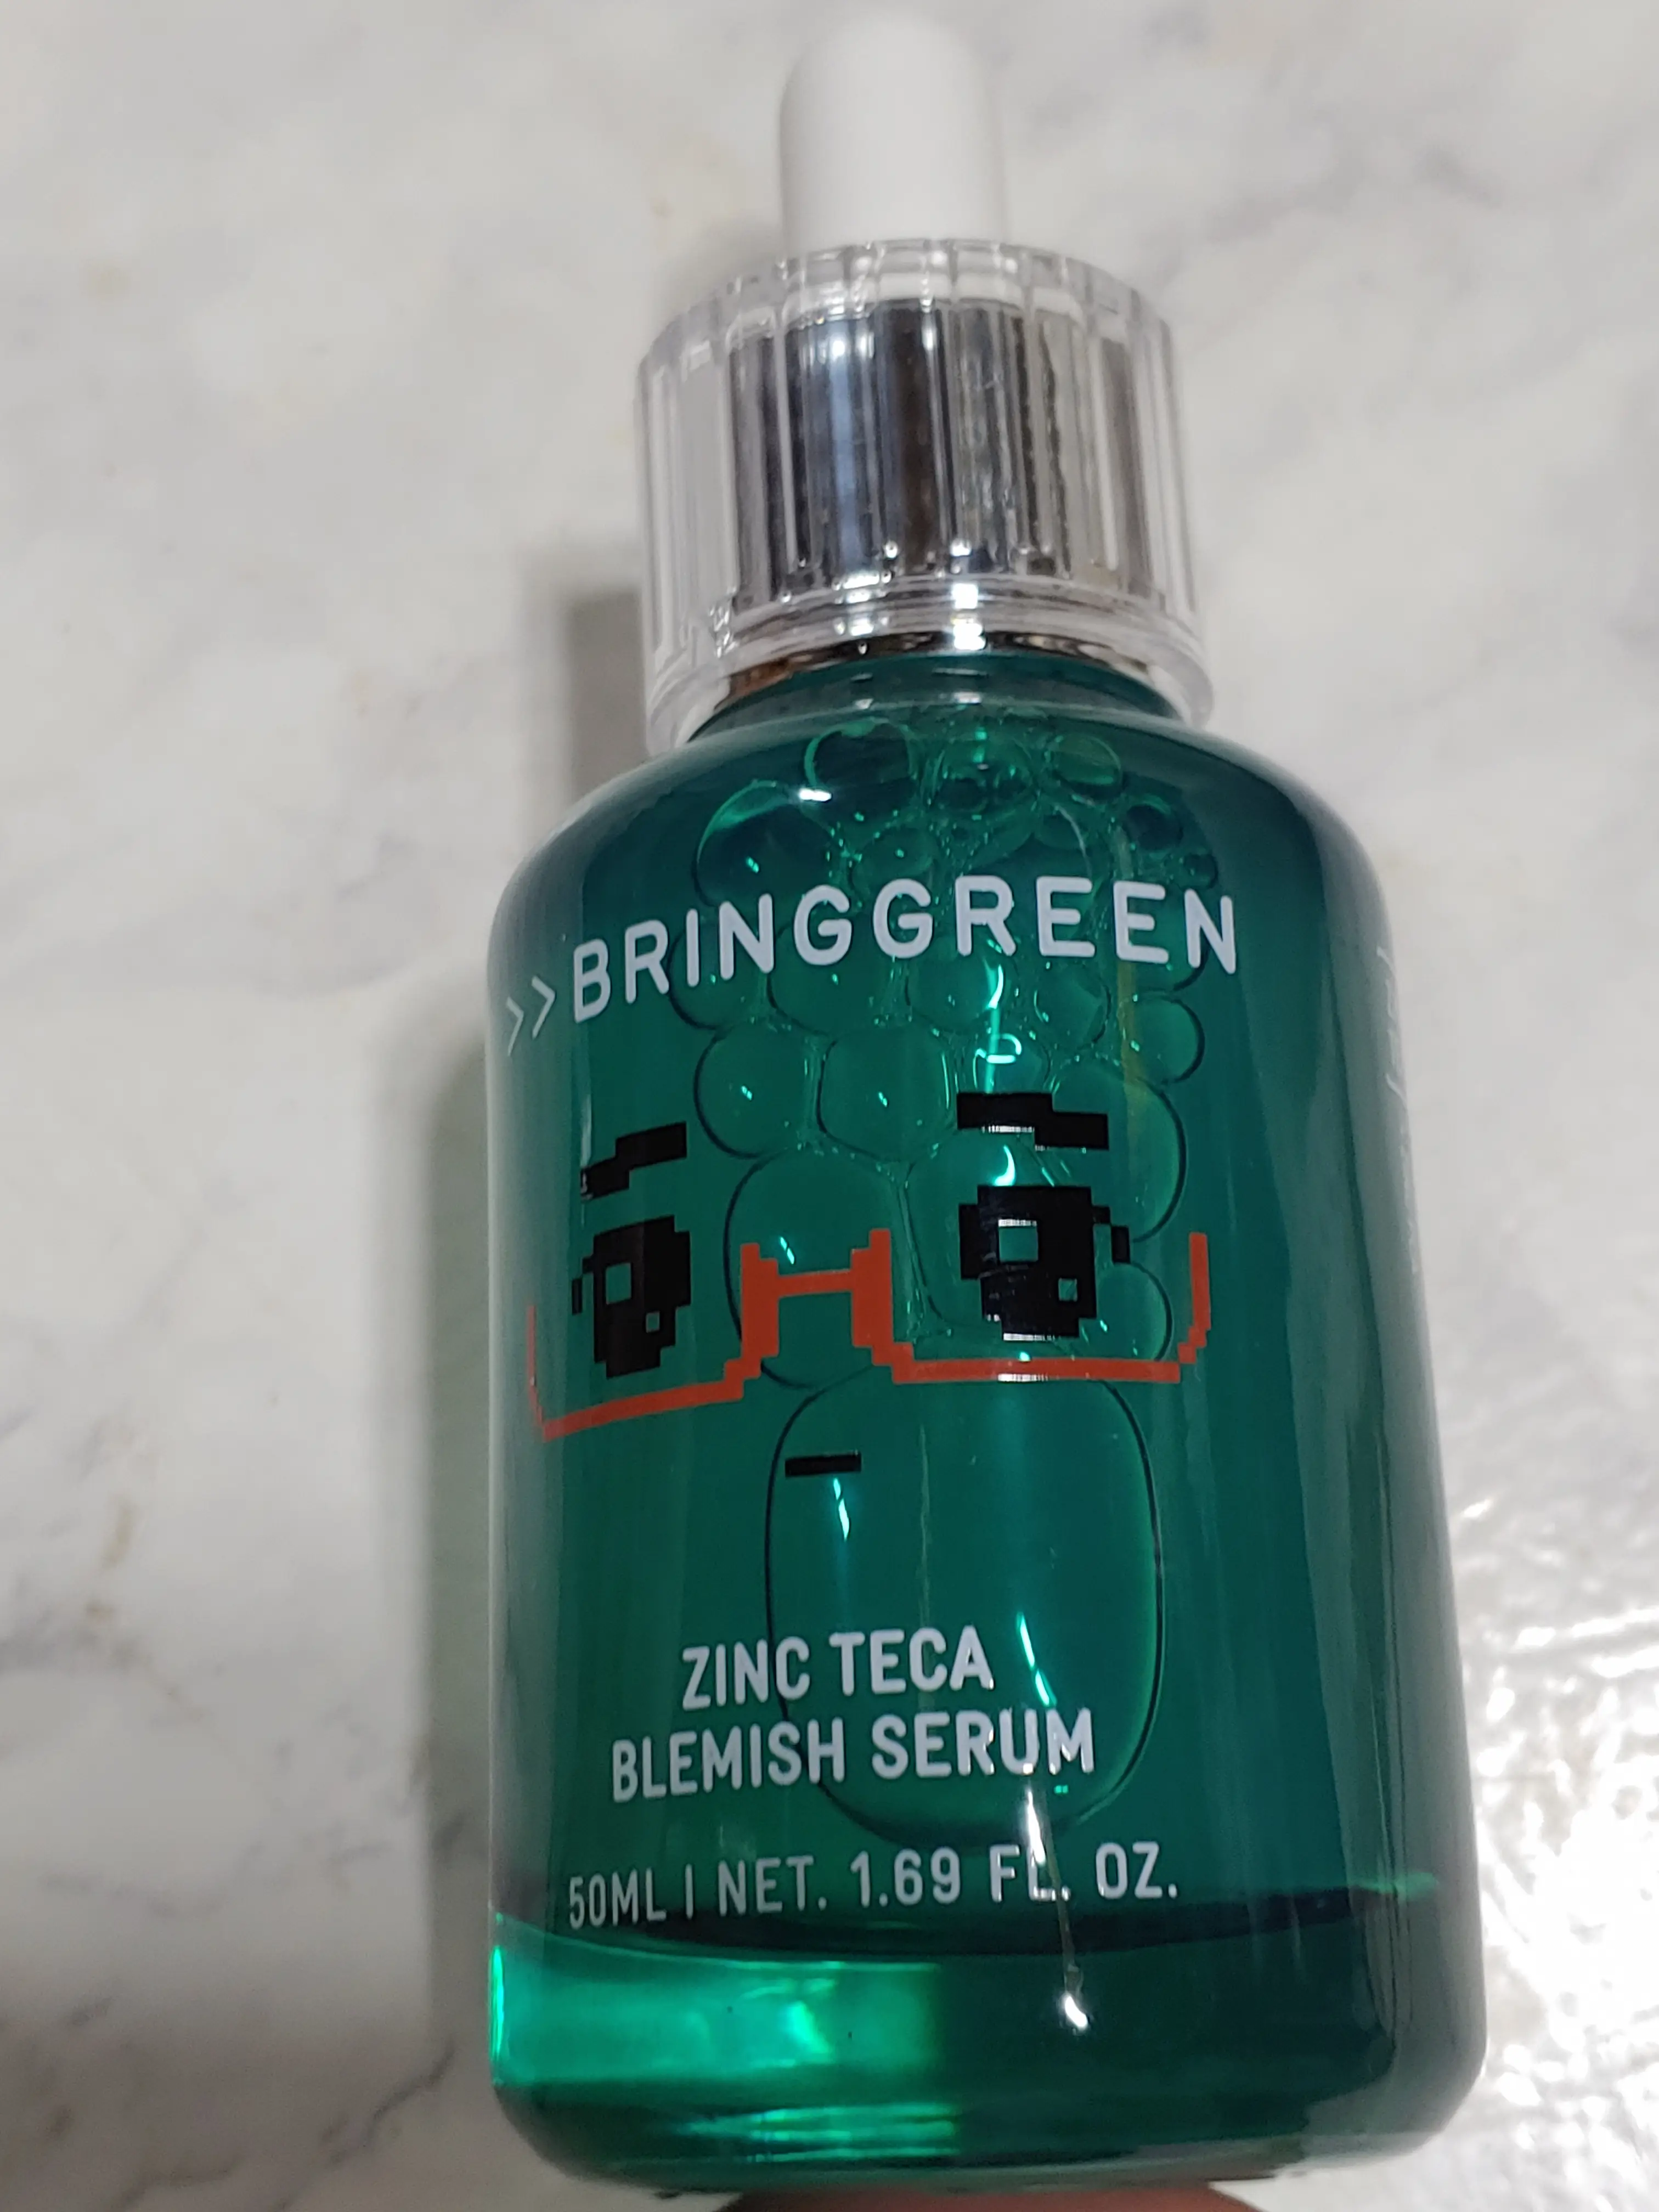 >>BRINGGREEN
ZINC TECA
BLEMISH SERUM
50ML | NET. 1.69 FL. OZ.